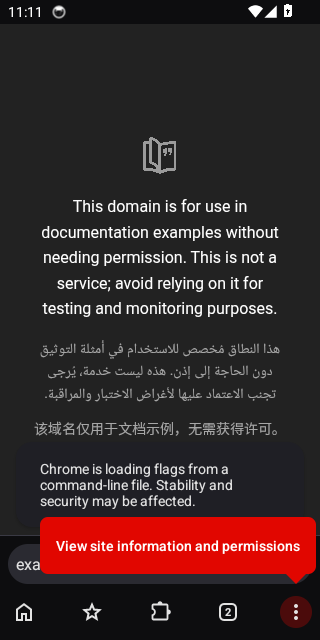 11:11
This domain is for use in
documentation examples without
needing permission. This is not a
service; avoid relying on it for
testing and monitoring purposes.
هذا النطاق مُخصص للاستخدام في أمثلة التوثيق
دون الحاجة إلى إذن. هذه ليست خدمة، يُرجى
تجنب الاعتماد عليها لأغراض الاختبار والمراقبة.
该域名仅用于文档示例，无需获得许可。
Chrome is loading flags from a
command-line file. Stability and
security may be affected.
View site information and permissions
exa
2